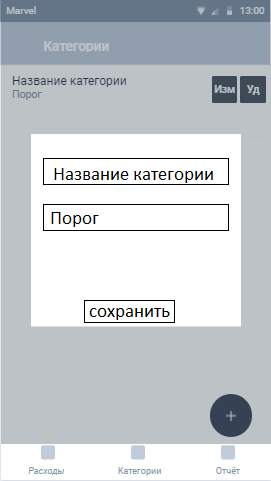 Marvel 13:00
Категории
Название категории
Порог
Изм Уд
Название категории
Порог
сохранить
+
Расходы Категории Отчёт